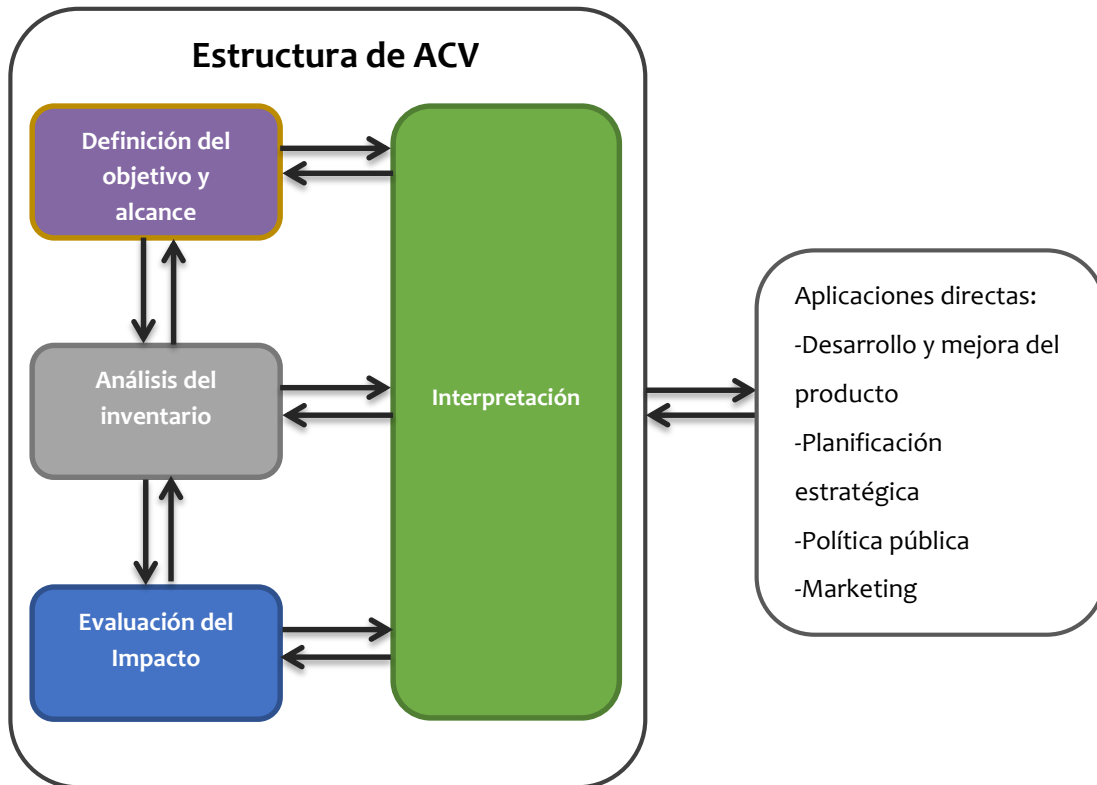 Estructura de ACV
Definición del
objetivo y
alcance
Análisis del
inventario
Evaluación del
Impacto
Interpretación
Aplicaciones directas:
-Desarrollo y mejora del
producto
-Planificación
estratégica
-Política pública
-Marketing